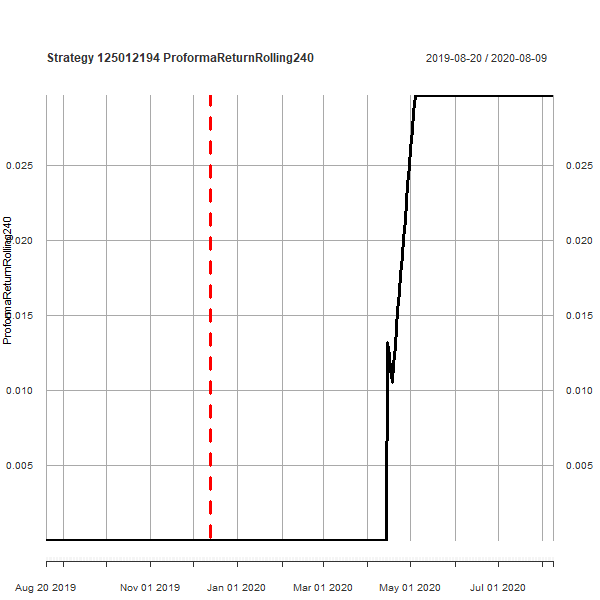 Strategy 125012194 ProformaReturnRolling240
2019-08-20 / 2020-08-09
ProformaReturnRolling240
0.025 0.025
0.020 0.020
0.015 0.015
0.010 0.010
0.005 0.005
Aug 20 2019 Nov 01 2019 Jan 01 2020 Mar 01 2020 May 01 2020 Jul 01 2020